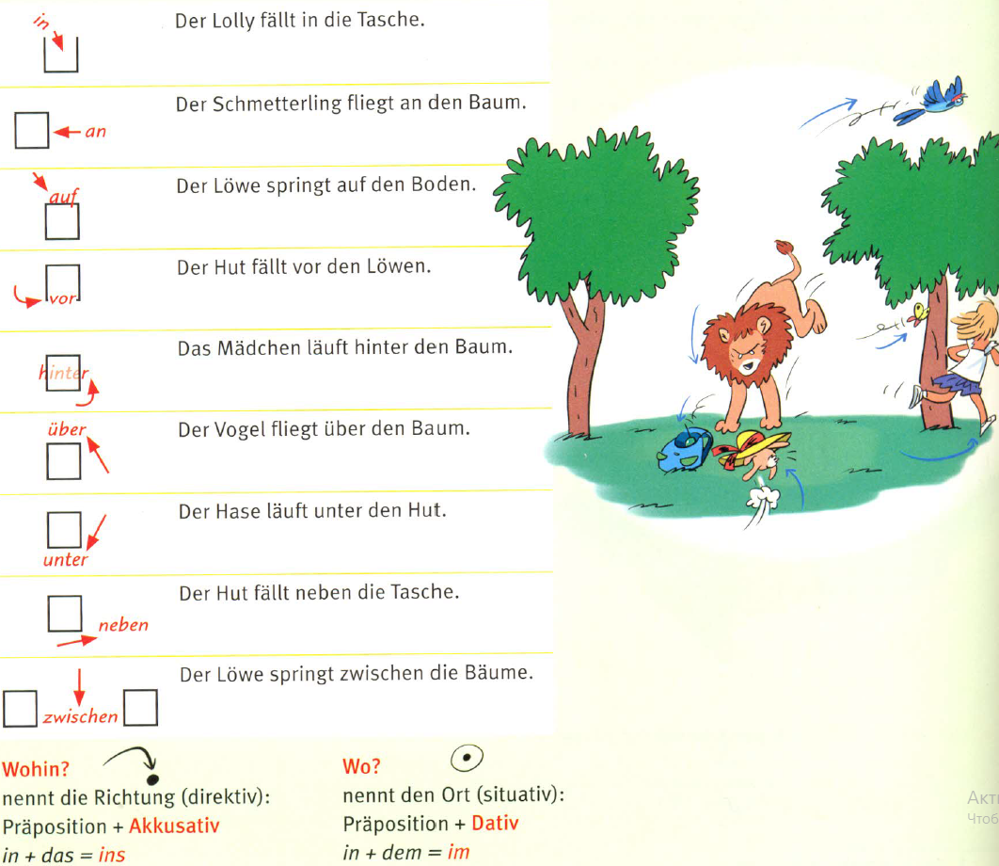 in
Der Lolly fällt in die Tasche.
Der Schmetterling fliegt an den Baum.
an
Der Löwe springt auf den Boden.
auf
Der Hut fällt vor den Löwen.
vor
Das Mädchen läuft hinter den Baum.
hinter
über
Der Vogel fliegt über den Baum.
Der Hase läuft unter den Hut.
unter
Der Hut fällt neben die Tasche.
neben
Der Löwe springt zwischen die Bäume.
zwischen
Wohin?
nennt die Richtung (direktiv):
Präposition + Akkusativ
in + das = ins
Wo?
nennt den Ort (situativ):
Präposition + Dativ
in + dem = im